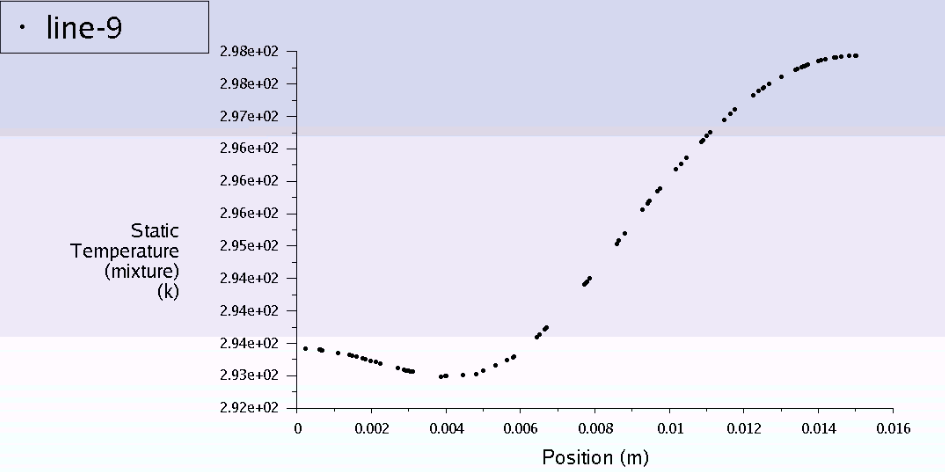 line-9
2.98e+02
2.98e+02
2.97e+02
2.96e+02
2.96e+02
2.96e+02
2.95e+02
2.94e+02
2.94e+02
2.94e+02
2.93e+02
2.92e+02
Static
Temperature
(mixture)
(k)
0 0.002 0.004 0.006 0.008 0.01 0.012 0.014 0.016
Position (m)